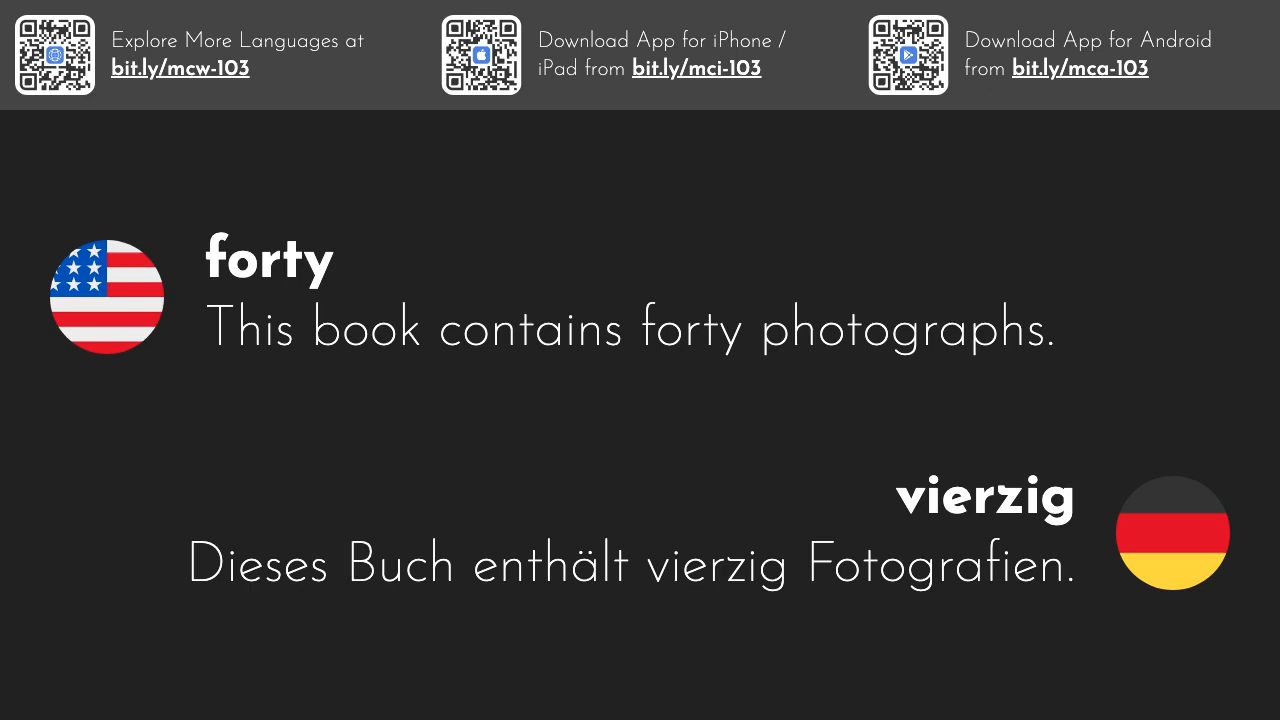 Explore More Languages at
bit.ly/mcw-103
Download App for iPhone /
iPad from bit.ly/mci-103
Download App for Android
from bit.ly/mca-103
forty
This book contains forty photographs.
vierzig
Dieses Buch enthält vierzig Fotografien.